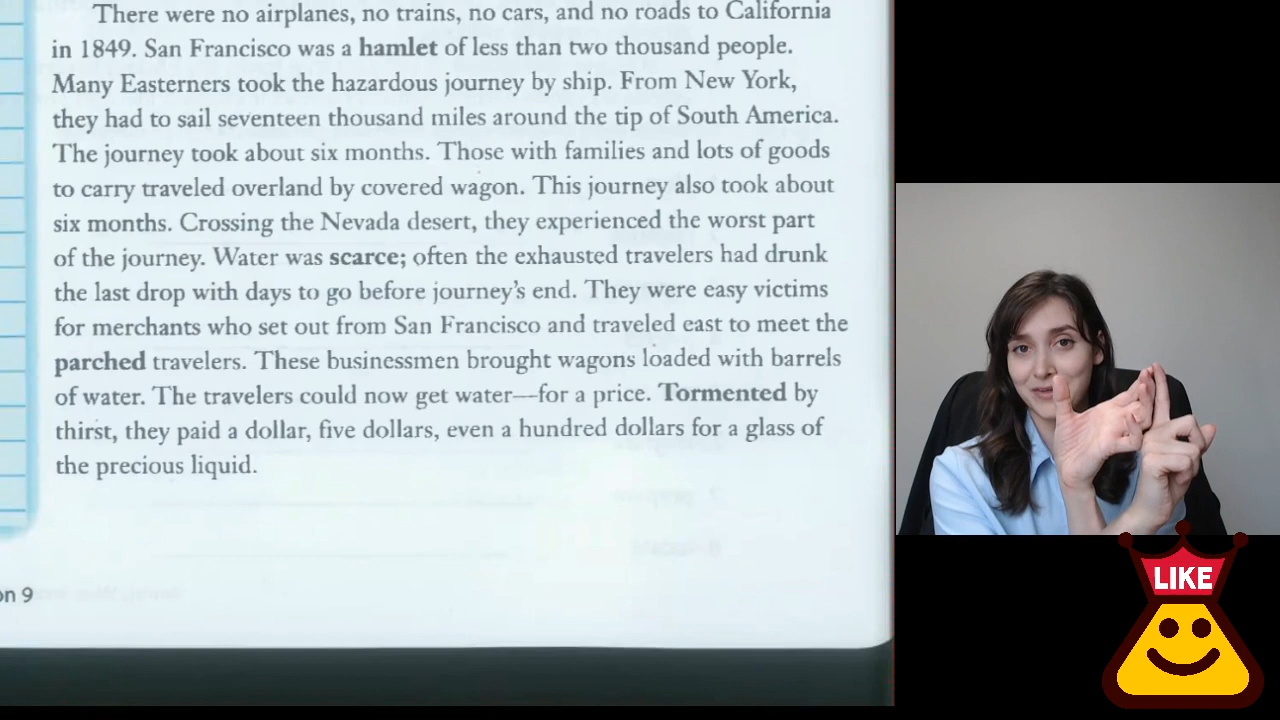 There were no airplanes, no trains, no cars, and no roads to California
in 1849. San Francisco was a hamlet of less than two thousand people.
Many Easterners took the hazardous journey by ship. From New York,
they had to sail seventeen thousand miles around the tip of South America.
The journey took about six months. Those with families and lots of goods
to carry traveled overland by covered wagon. This journey also took about
six months. Crossing the Nevada desert, they experienced the worst part
of the journey. Water was scarce; often the exhausted travelers had drunk
the last drop with days to go before journey's end. They were easy victims
for merchants who set out from San Francisco and traveled east to meet the
parched travelers. These businessmen brought wagons loaded with barrels
of water. The travelers could now get water—for a price. Tormented by
thirst, they paid a dollar, five dollars, even a hundred dollars for a glass of
the precious liquid.
on 9
LIKE